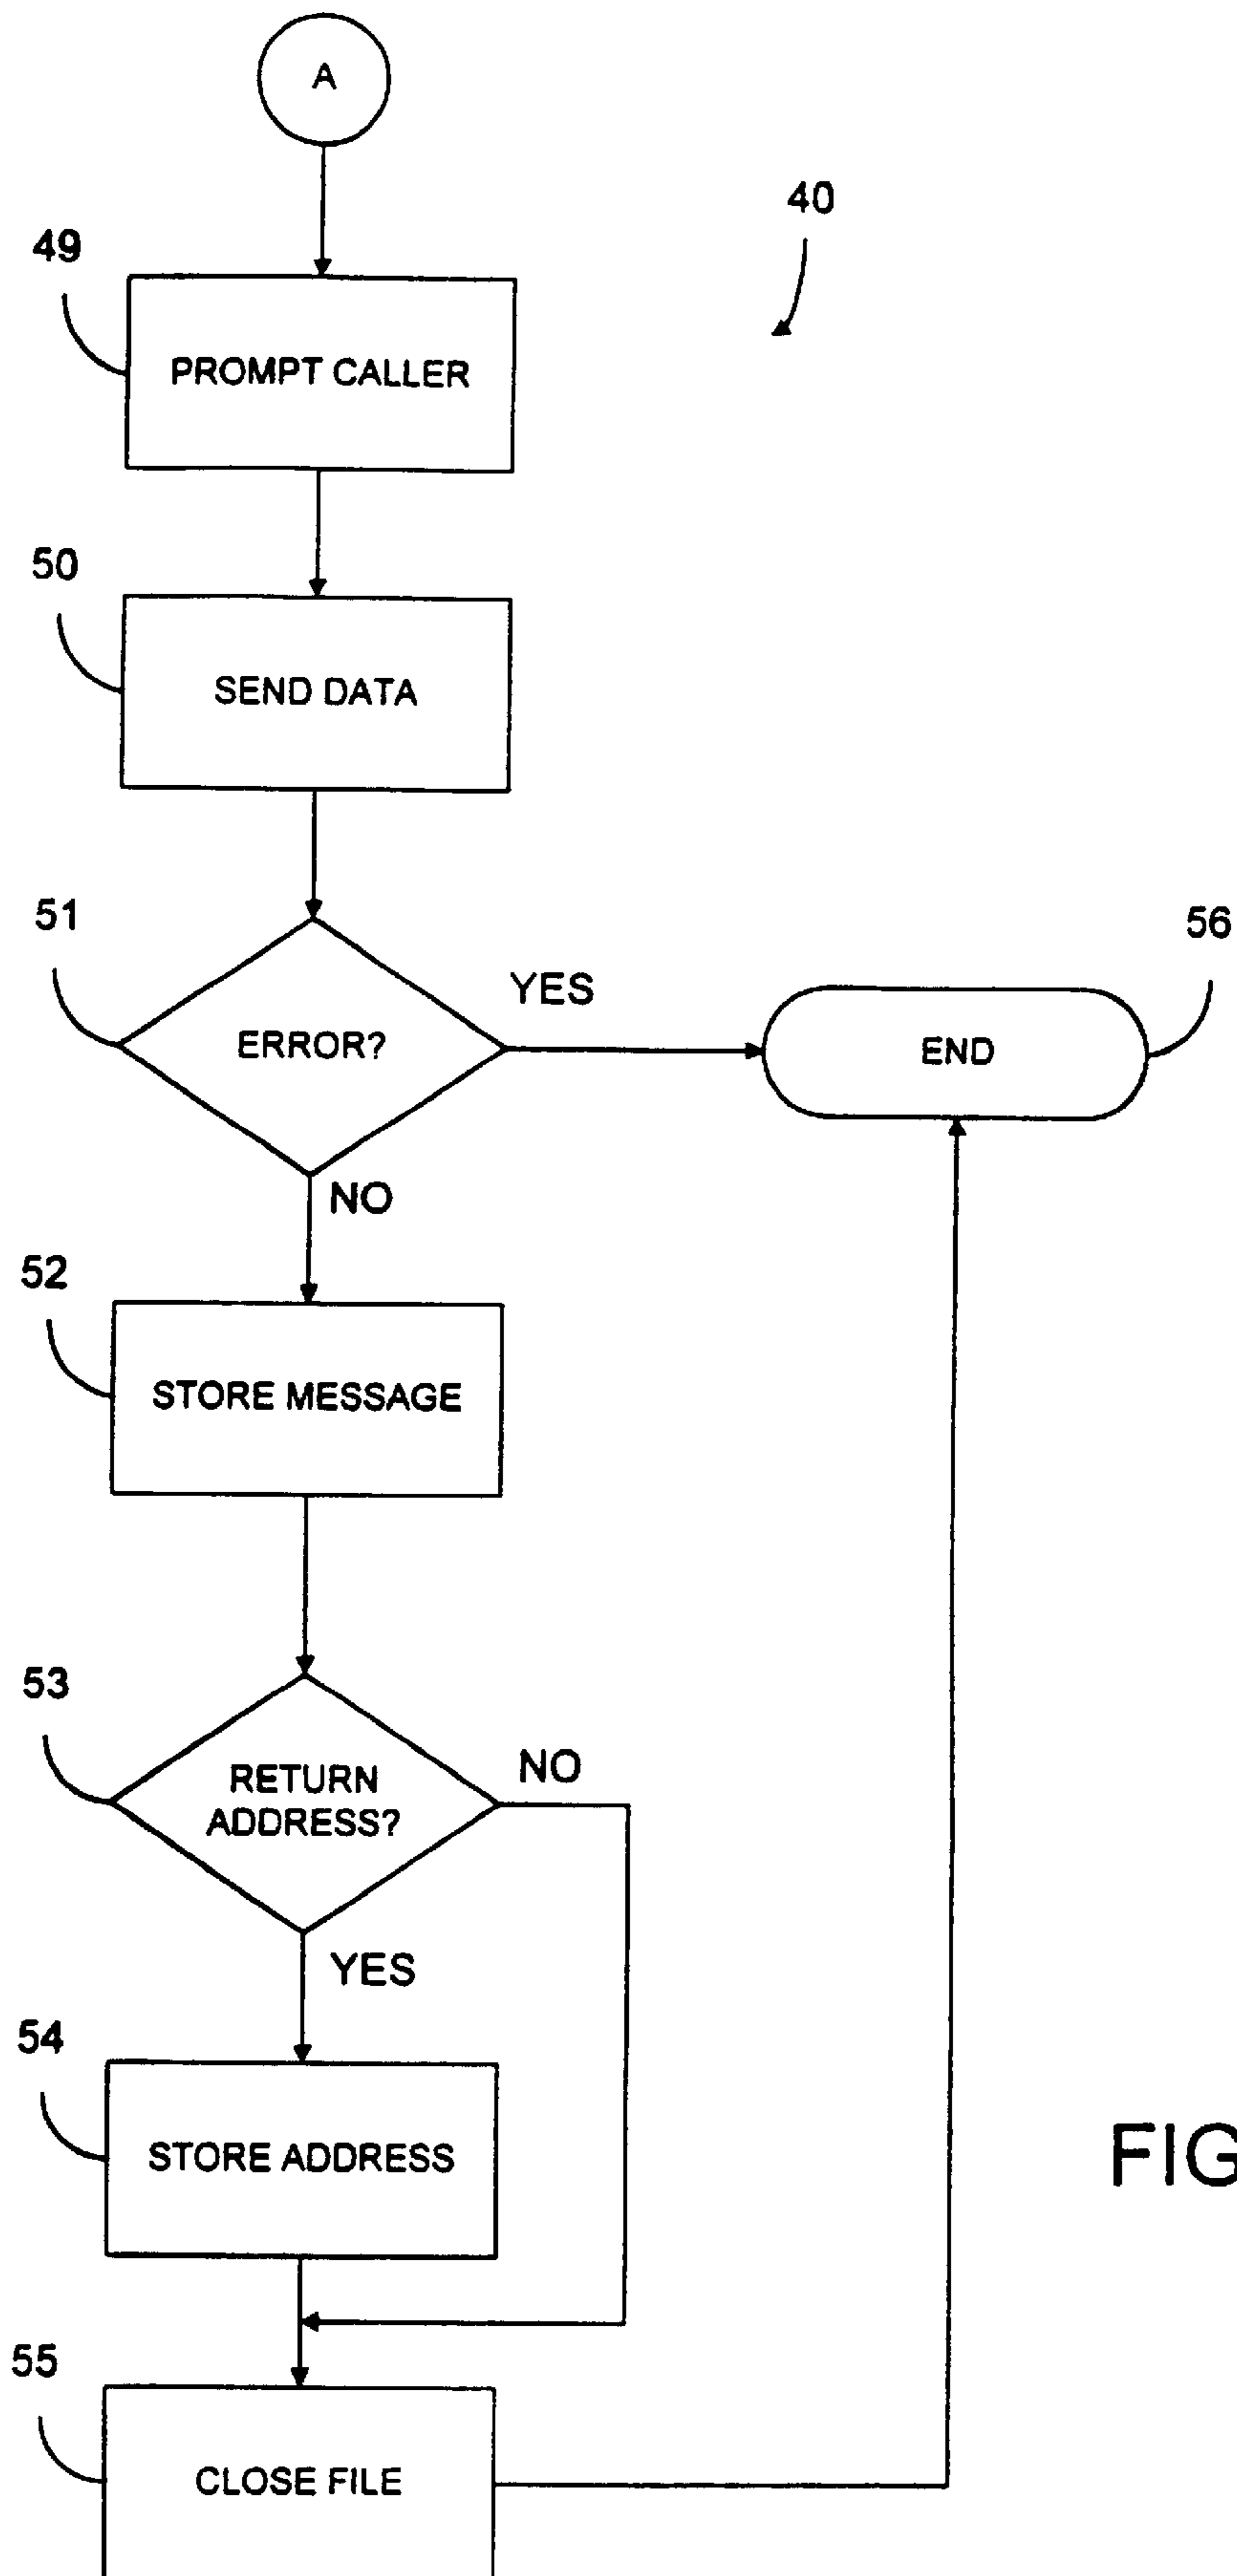 A
40
49
PROMPT CALLER
50
SEND DATA
51
ERROR?
YES
END
56
NO
52
STORE MESSAGE
53
RETURN
ADDRESS?
NO
YES
54
STORE ADDRESS
FIG
55
CLOSE FILE